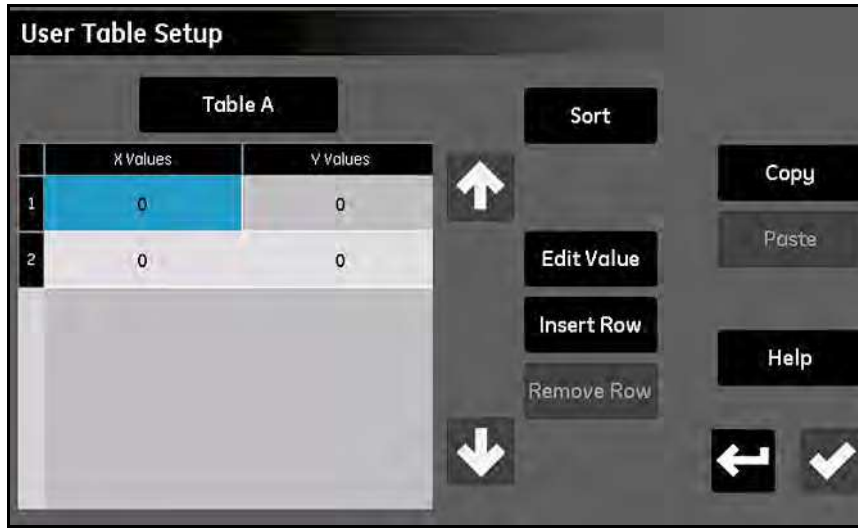 User Table Setup
Table A
Sort
X Values Y Values
Copy
1 0 0
Paste
2 0 0
Edit Value
Insert Row
Help
Remove Row